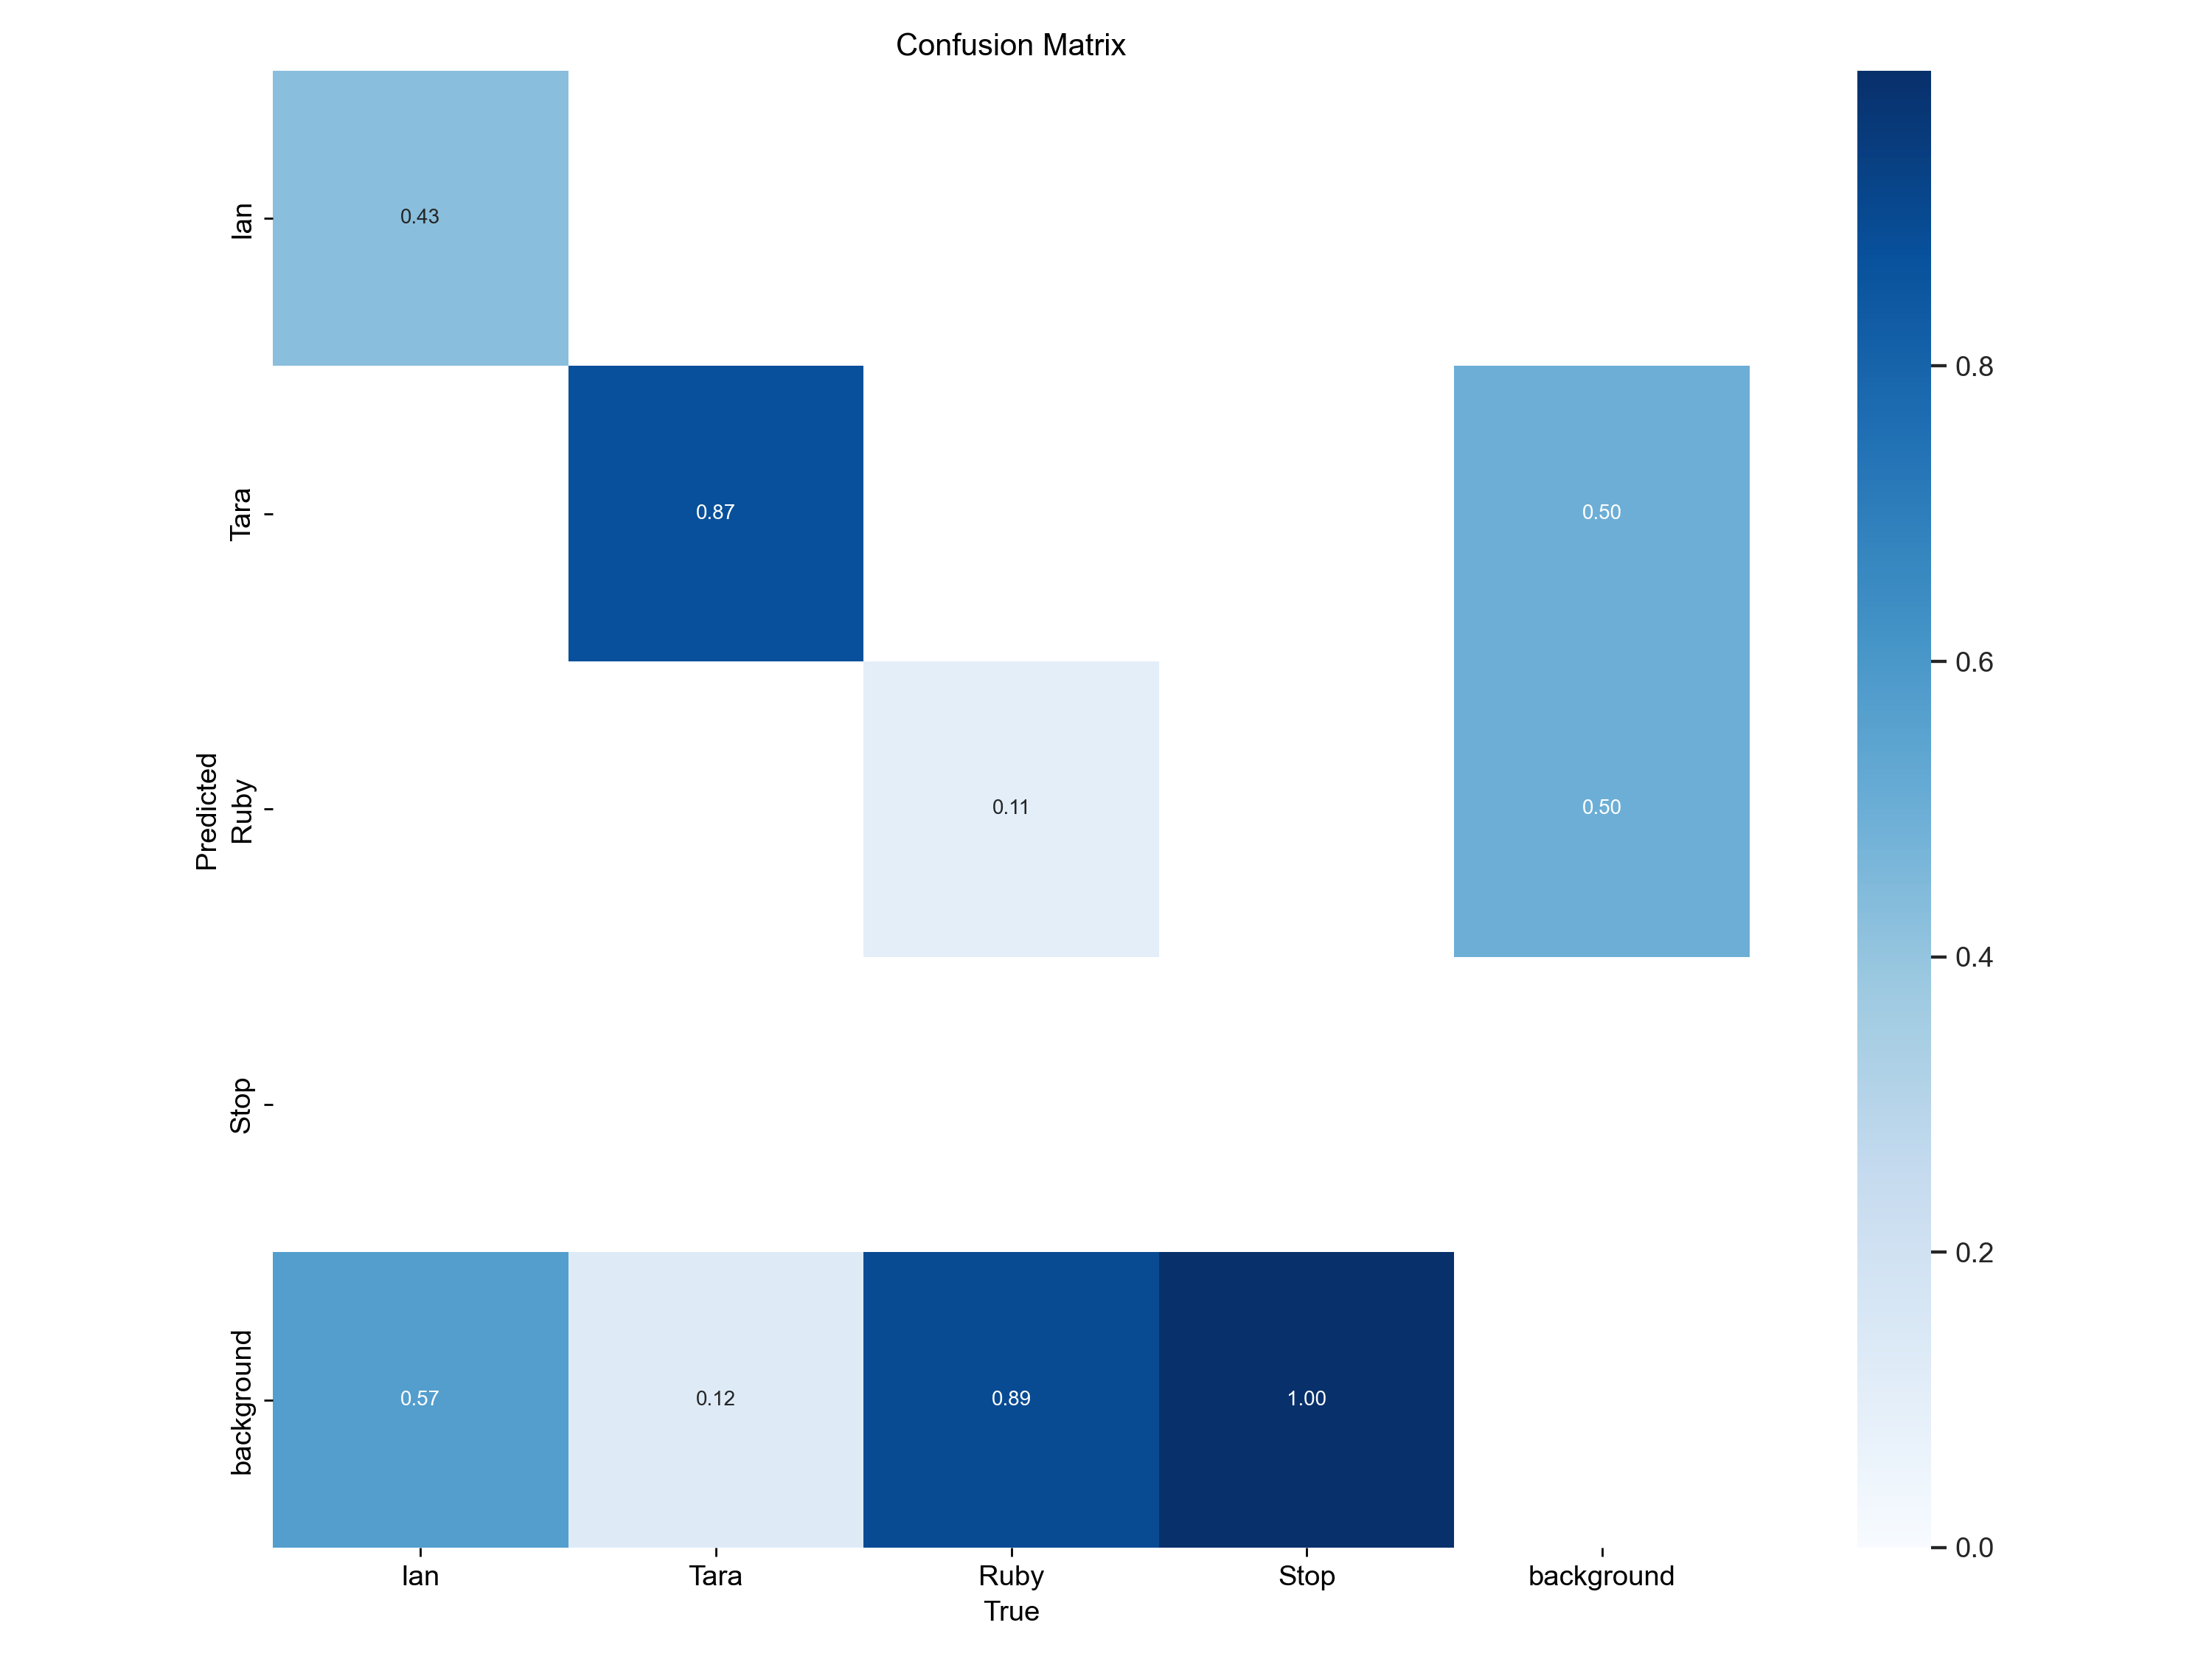 Confusion Matrix
Ian
0.43
Tara
0.87
0.50
0.8
Predicted
Ruby
0.11
0.50
0.6
0.4
Stop
0.2
background
0.57
0.12
0.89
1.00
0.0
Ian
Tara
Ruby
Stop
background
True